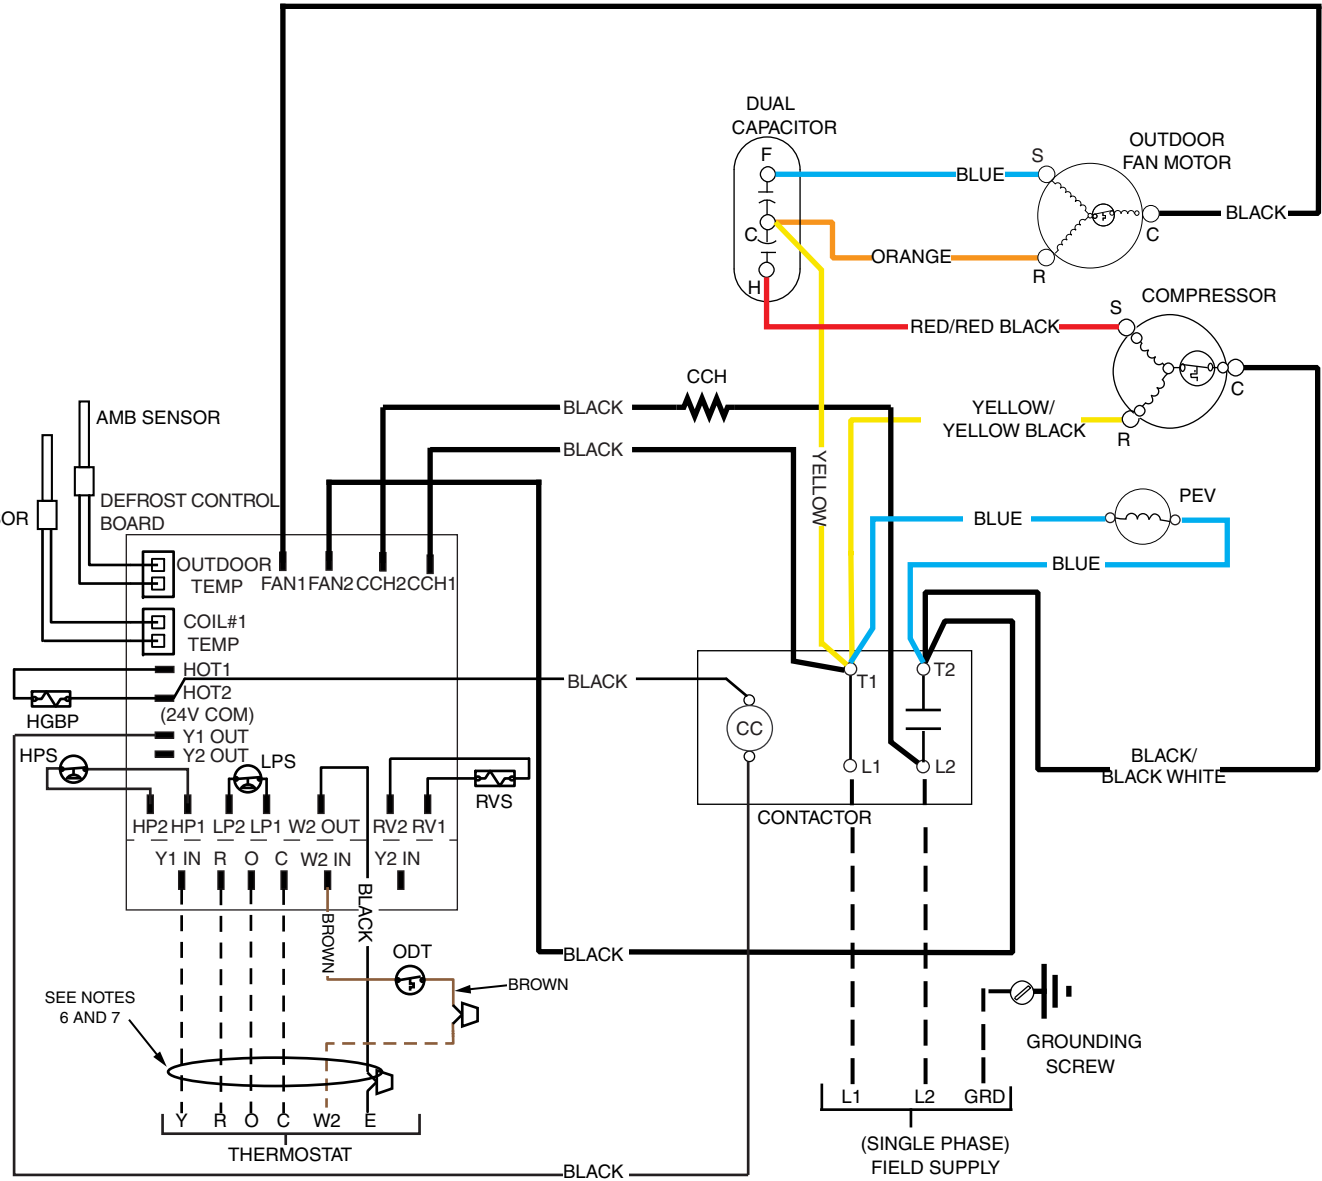 DUAL
CAPACITOR
F
C
H
BLUE
ORANGE
S
R
C
OUTDOOR
FAN MOTOR
BLACK
RED/RED BLACK
COMPRESSOR
S
C
R
YELLOW/
YELLOW BLACK
CCH
BLACK
BLACK
YELLOW
AMB SENSOR
OR
DEFROST CONTROL
BOARD
OUTDOOR
TEMP
FAN1 FAN2 CCH2 CCH1
COIL#1
TEMP
HOT1
HOT2
(24V COM)
Y1 OUT
Y2 OUT
HGBP
HPS
LPS
RVS
HP2 HP1 LP2 LP1 W2 OUT RV2 RV1
Y1 IN R O C W2 IN Y2 IN
BLACK
BROWN
BLACK
ODT
BROWN
BLACK
SEE NOTES
6 AND 7
Y R O C W2 E
THERMOSTAT
BLACK
PEV
BLUE
BLUE
T1
T2
CC
L1
L2
CONTACTOR
BLACK/
BLACK WHITE
GROUNDING
SCREW
L1 L2 GRD
(SINGLE PHASE)
FIELD SUPPLY